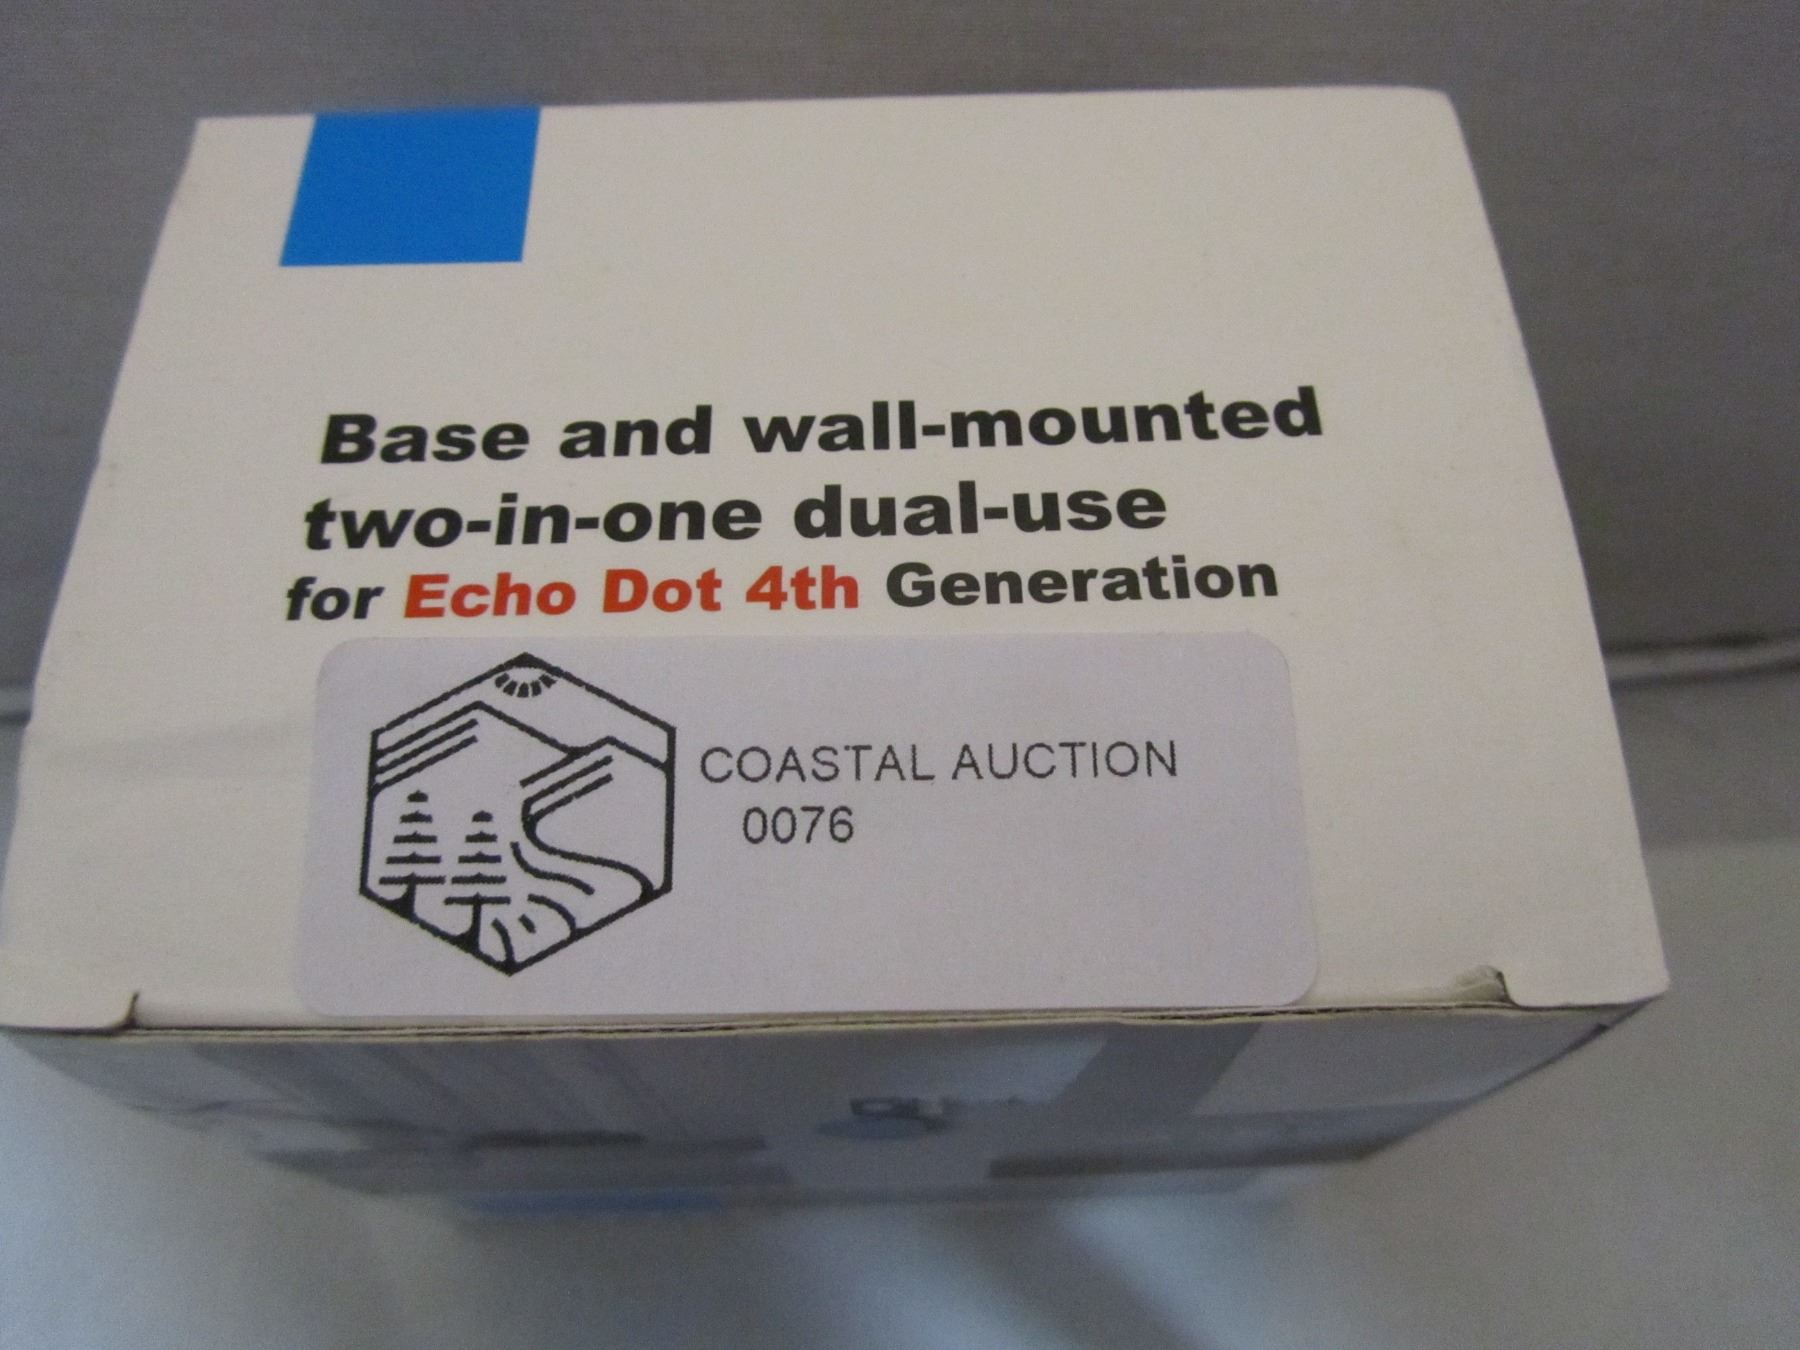 Base and wall-mounted
two-in-one dual-use
for Echo Dot 4th Generation
COASTAL AUCTION
0076